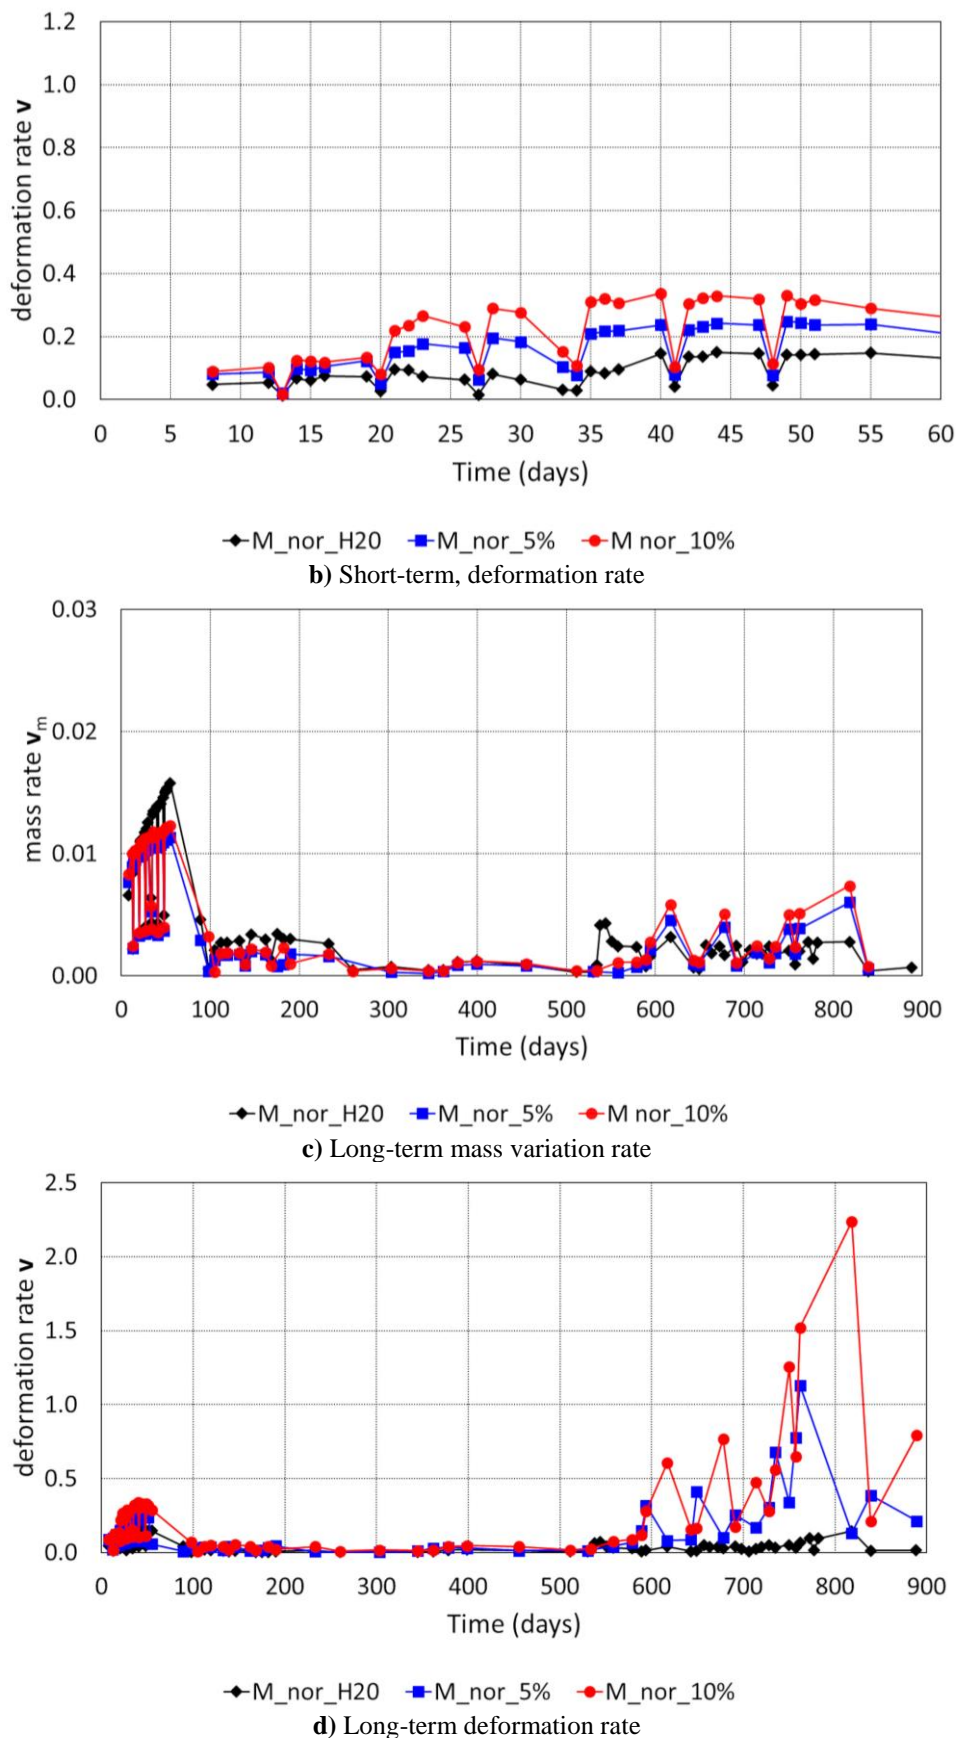 1.2
1.0
0.8
0.6
0.4
0.2
0.0
deformation rate v
0 5 10 15 20 25 30 35 40 45 50 55 60
Time (days)
M_nor_H20 M_nor_5% M nor_10%
b) Short-term, deformation rate
0.03
0.02
0.01
0.00
mass rate vm
0 100 200 300 400 500 600 700 800 900
Time (days)
M_nor_H20 M_nor_5% M nor_10%
c) Long-term mass variation rate
2.5
2.0
1.5
1.0
0.5
0.0
deformation rate v
0 100 200 300 400 500 600 700 800 900
Time (days)
M_nor_H20 M_nor_5% M_nor_10%
d) Long-term deformation rate